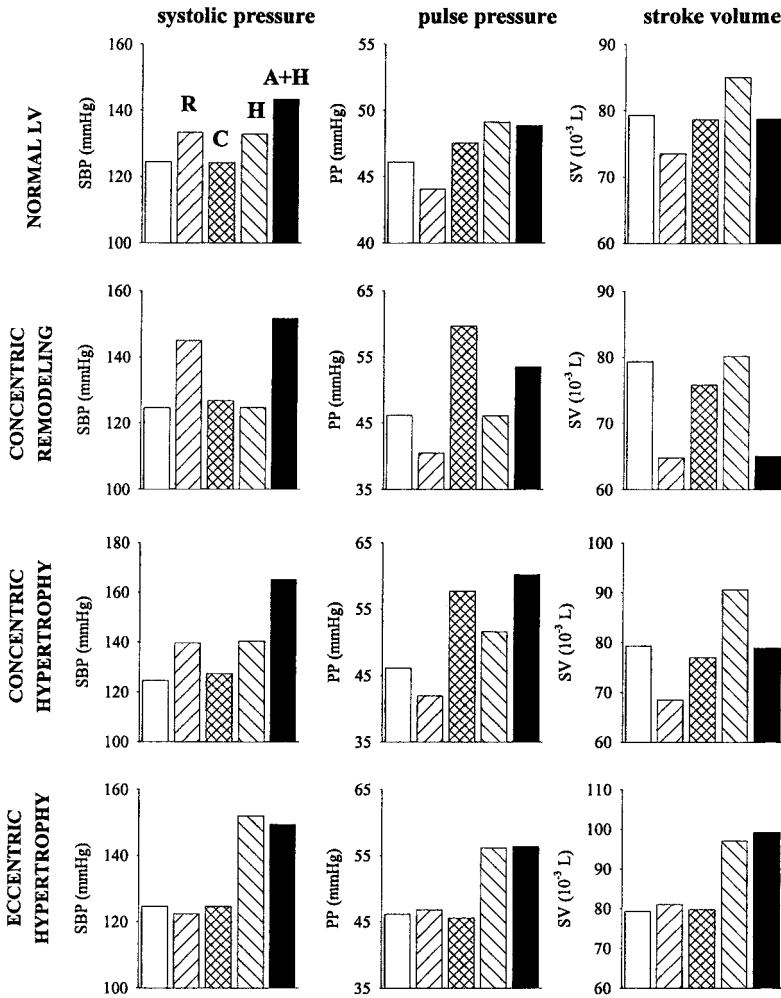 systolic pressure pulse pressure stroke volume
NORMAL LV
SBP (mmHg)
160
140
120
100
R
C
H
A+H
PP (mmHg)
55
50
45
40
SV (10⁻³ L)
90
80
70
60
CONCENTRIC
REMODELING
SBP (mmHg)
160
140
120
100
PP (mmHg)
65
55
45
35
SV (10⁻³ L)
90
80
70
60
CONCENTRIC
HYPERTROPHY
SBP (mmHg)
180
160
140
120
100
PP (mmHg)
65
55
45
35
SV (10⁻³ L)
100
90
80
70
60
ECCENTRIC
HYPERTROPHY
SBP (mmHg)
160
140
120
100
PP (mmHg)
65
55
45
35
SV (10⁻³ L)
110
100
90
80
70
60